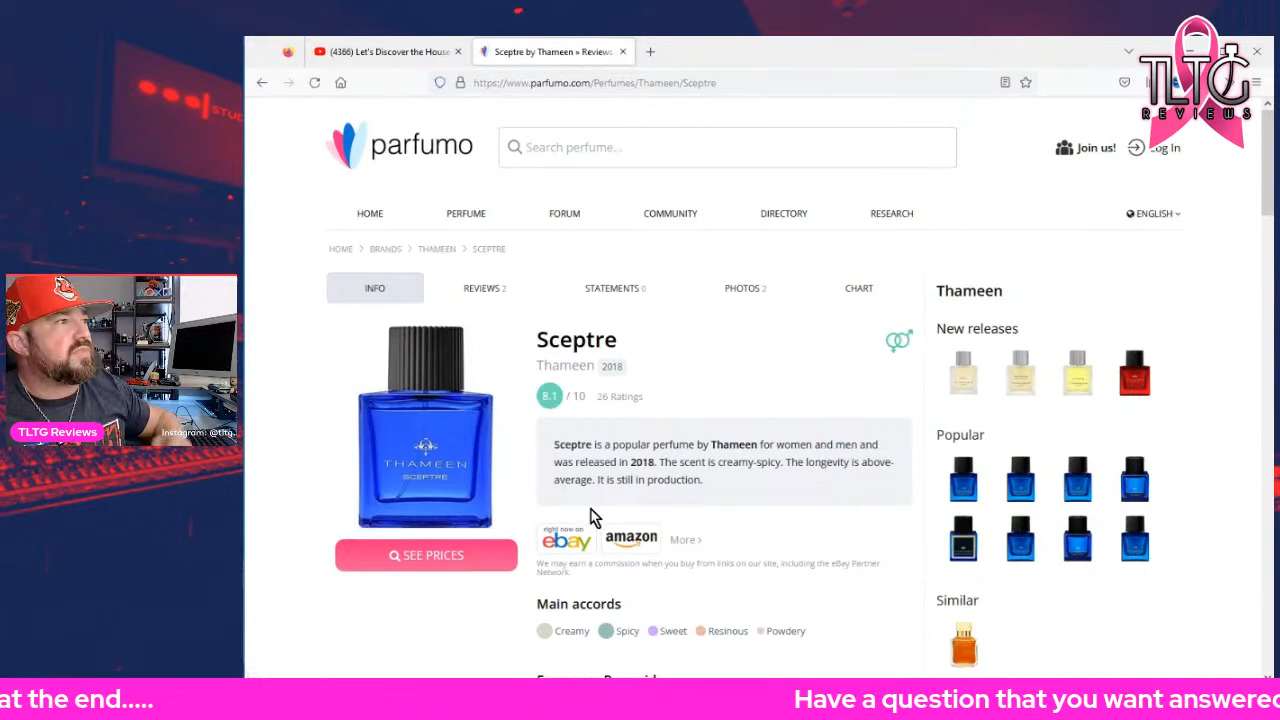 (4366) Let's Discover the House
Sceptre by Thameen » Reviews
https://www.parfumo.com/Perfumes/Thameen/Sceptre
TLTG
REVIEWS
parfumo
Search perfume...
Join us!
Log In
HOME
PERFUME
FORUM
COMMUNITY
DIRECTORY
RESEARCH
ENGLISH
HOME > BRANDS > THAMEEN > SCEPTRE
INFO
REVIEWS 2
STATEMENTS 0
PHOTOS 2
CHART
THAMEEN
SCEPTRE
SEE PRICES
Sceptre
Thameen 2018
8.1 / 10 26 Ratings
Sceptre is a popular perfume by Thameen for women and men and
was released in 2018. The scent is creamy-spicy. The longevity is above-
average. It is still in production.
right now on
ebay
amazon
More >
We may earn a commission when you buy from links on our site, including the eBay Partner
Network.
Main accords
Creamy Spicy Sweet Resinous Powdery
Thameen
New releases
Popular
Similar
TLTG Reviews
Instagram: @tltg.
at the end.....
Have a question that you want answered